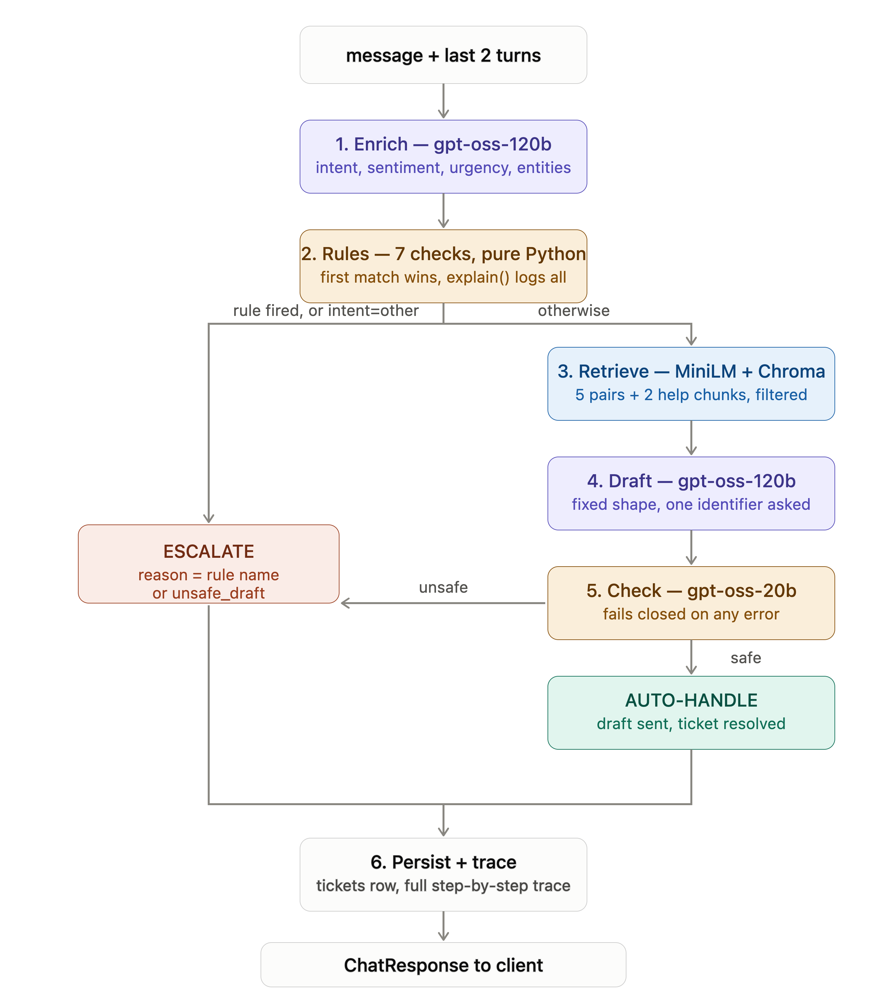 message + last 2 turns
1. Enrich — gpt-oss-120b
intent, sentiment, urgency, entities
2. Rules — 7 checks, pure Python
first match wins, explain() logs all
rule fired, or intent=other
otherwise
3. Retrieve — MiniLM + Chroma
5 pairs + 2 help chunks, filtered
4. Draft — gpt-oss-120b
fixed shape, one identifier asked
ESCALATE
reason = rule name
or unsafe_draft
unsafe
5. Check — gpt-oss-20b
fails closed on any error
safe
AUTO-HANDLE
draft sent, ticket resolved
6. Persist + trace
tickets row, full step-by-step trace
ChatResponse to client